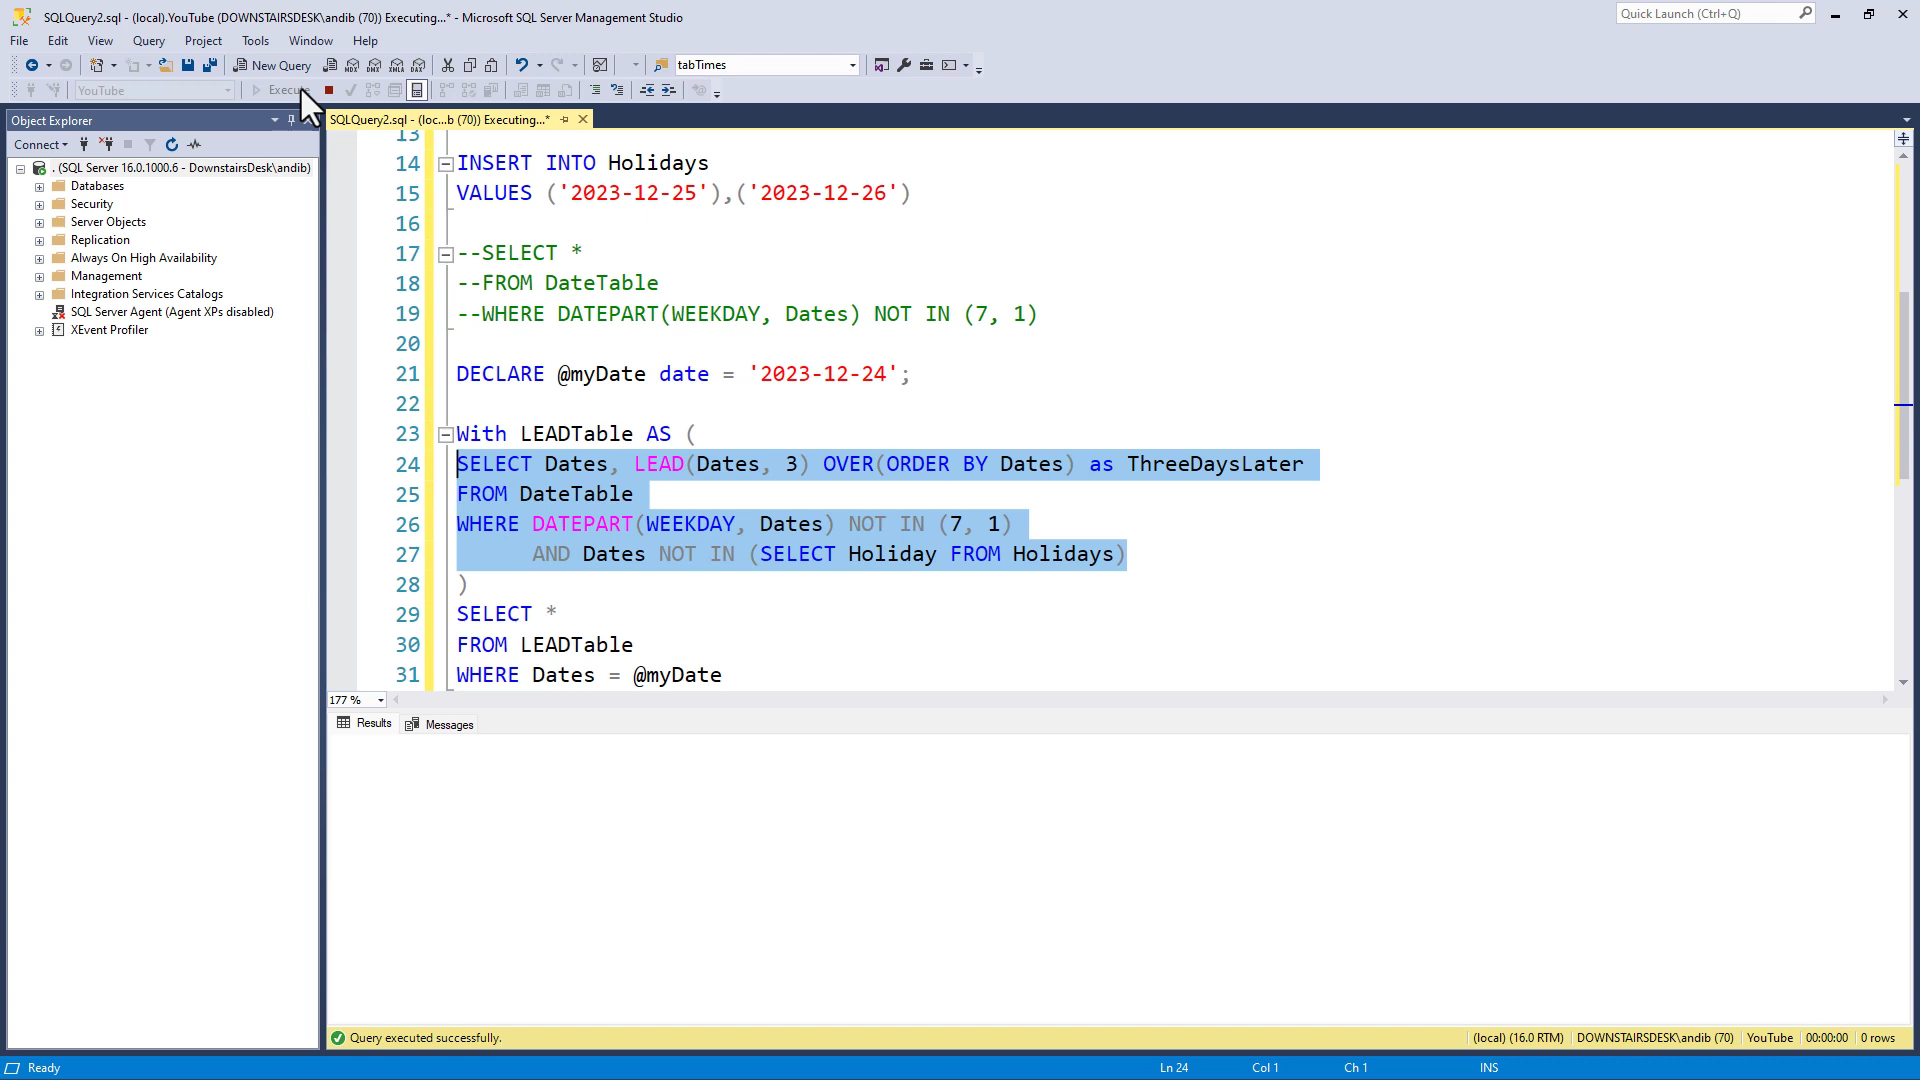 SQLQuery2.sql - (local).YouTube (DOWNSTAIRSDESK\andib (70)) Executing...* - Microsoft SQL Server Management Studio
Quick Launch (Ctrl+Q)
File Edit View Query Project Tools Window Help
New Query
tabTimes
YouTube
Execute
Object Explorer
SQLQuery2.sql - (loc...b (70)) Executing...*
Connect
. (SQL Server 16.0.1000.6 - DownstairsDesk\andib)
Databases
Security
Server Objects
Replication
Always On High Availability
Management
Integration Services Catalogs
SQL Server Agent (Agent XPs disabled)
XEvent Profiler
13
14 INSERT INTO Holidays
15 VALUES ('2023-12-25'),('2023-12-26')
16
17 --SELECT *
18 --FROM DateTable
19 --WHERE DATEPART(WEEKDAY, Dates) NOT IN (7, 1)
20
21 DECLARE @myDate date = '2023-12-24';
22
23 With LEADTable AS (
24 SELECT Dates, LEAD(Dates, 3) OVER(ORDER BY Dates) as ThreeDaysLater
25 FROM DateTable
26 WHERE DATEPART(WEEKDAY, Dates) NOT IN (7, 1)
27 AND Dates NOT IN (SELECT Holiday FROM Holidays)
28 )
29 SELECT *
30 FROM LEADTable
31 WHERE Dates = @myDate
177 %
Results Messages
Query executed successfully.
(local) (16.0 RTM) DOWNSTAIRSDESK\andib (70) YouTube 00:00:00 0 rows
Ready
Ln 24 Col 1 Ch 1 INS